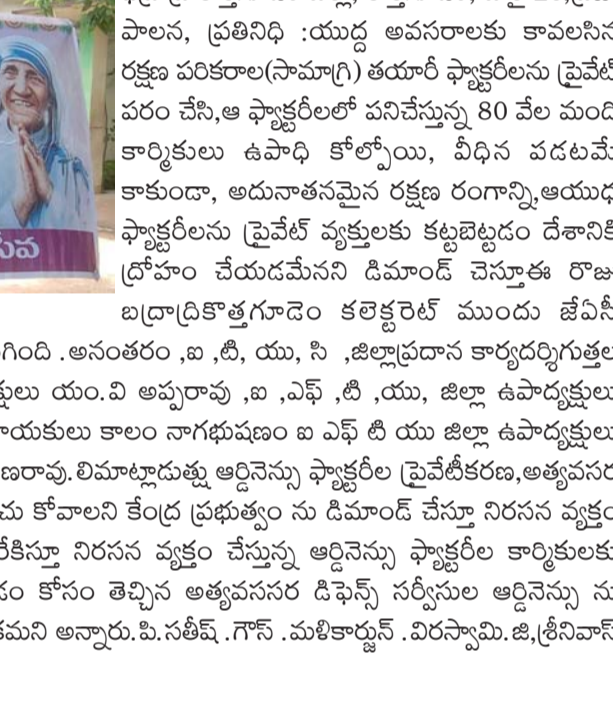 పాలన, ప్రతినిధి :యుద్ద అవసరాలకు కావలసిన
రక్షణ పరికరాల(సామాగ్రి) తయారీ ఫ్యాక్టరీలను ప్రైవేట్
పరం చేసి,ఆ ఫ్యాక్టరీలలో పనిచేస్తున్న 80 వేల మంది
కార్మికులు ఉపాధి కోల్పోయి, వీధిన పడటమే
కాకుండా, అదునాతనమైన రక్షణ రంగాన్ని,ఆయుధ
ఫ్యాక్టరీలను ప్రైవేట్ వ్యక్తులకు కట్టబెట్టడం దేశానికి
ద్రోహం చేయడమేనని డిమాండ్ చెస్తూఈ రొజు
బద్రాద్రికొత్తగూడెం కలెక్టరెట్ ముందు జేఏసీ
గింది .అనంతరం ,ఐ ,టి, యు, సి ,జిల్లాప్రదాన కార్యదర్శిగుత్తల
క్షులు యం.వి అప్పరావు ,ఐ ,ఎఫ్ ,టి ,యు, జిల్లా ఉపాద్యక్షులు
నాయకులు కాలం నాగభుషణం ఐ ఎఫ్ టి యు జిల్లా ఉపాద్యక్షులు
ణరావు.లిమాట్లాడుత్షు ఆర్డినెన్సు ఫ్యాక్టరీల ప్రైవేటీకరణ,అత్యవసర
చు కోవాలని కేంద్ర ప్రభుత్వం ను డిమాండ్ చేస్తూ నిరసన వ్యక్తం
రేకిస్తూ నిరసన వ్యక్తం చేస్తున్న ఆర్డినెన్సు ఫ్యాక్టరీల కార్మికులకు
డం కోసం తెచ్చిన అత్యవససర డిఫెన్స్ సర్వీసుల ఆర్డినెన్సు ను
కమని అన్నారు.పి.సతీష్ .గౌస్ .మళికార్జున్ .విరస్వామి.జి,శ్రీనివాస్